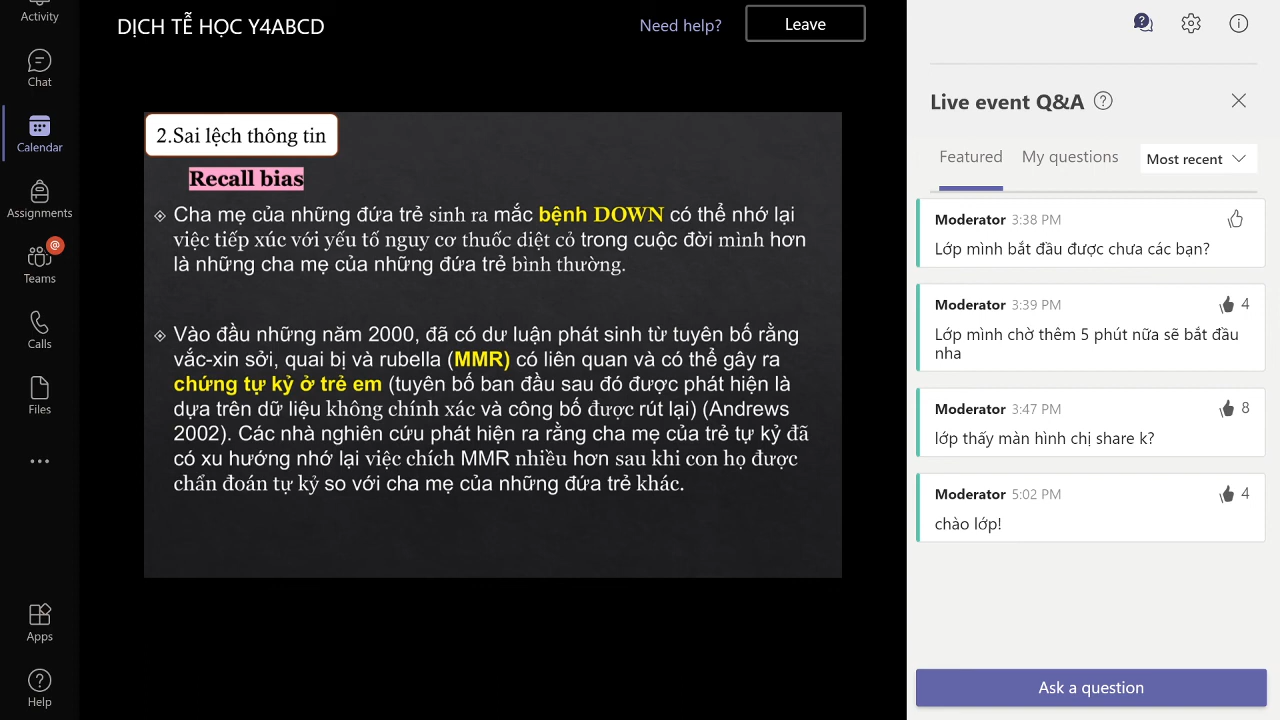 Activity
Chat
Calendar
Assignments
@
Teams
Calls
Files
Apps
Help
DỊCH TỄ HỌC Y4ABCD
Need help?
Leave
2.Sai lệch thông tin
Recall bias
Cha mẹ của những đứa trẻ sinh ra mắc bệnh DOWN có thể nhớ lại
việc tiếp xúc với yếu tố nguy cơ thuốc diệt cỏ trong cuộc đời mình hơn
là những cha mẹ của những đứa trẻ bình thường.
Vào đầu những năm 2000, đã có dư luận phát sinh từ tuyên bố rằng
vắc-xin sởi, quai bị và rubella (MMR) có liên quan và có thể gây ra
chứng tự kỷ ở trẻ em (tuyên bố ban đầu sau đó được phát hiện là
dựa trên dữ liệu không chính xác và công bố được rút lại) (Andrews
2002). Các nhà nghiên cứu phát hiện ra rằng cha mẹ của trẻ tự kỷ đã
có xu hướng nhớ lại việc chích MMR nhiều hơn sau khi con họ được
chẩn đoán tự kỷ so với cha mẹ của những đứa trẻ khác.
Live event Q&A
Featured
My questions
Most recent
Moderator 3:38 PM
Lớp mình bắt đầu được chưa các bạn?
Moderator 3:39 PM
4
Lớp mình chờ thêm 5 phút nữa sẽ bắt đầu
nha
Moderator 3:47 PM
8
lớp thấy màn hình chị share k?
Moderator 5:02 PM
4
chào lớp!
Ask a question